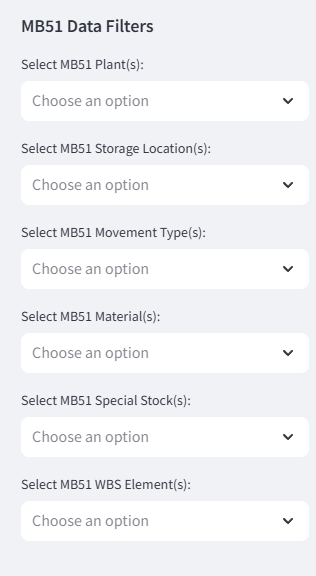 MB51 Data Filters
Select MB51 Plant(s):
Choose an option
Select MB51 Storage Location(s):
Choose an option
Select MB51 Movement Type(s):
Choose an option
Select MB51 Material(s):
Choose an option
Select MB51 Special Stock(s):
Choose an option
Select MB51 WBS Element(s):
Choose an option